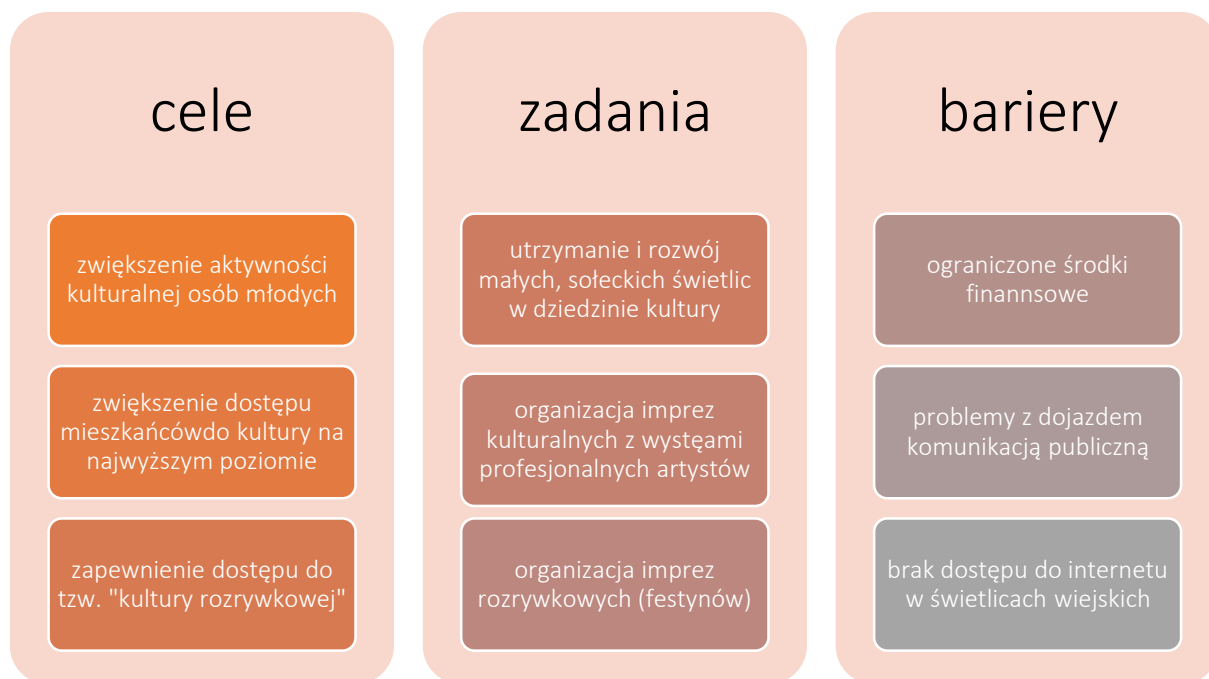 cele
zwiększenie aktywności
kulturalnej osób młodych
zwiększenie dostępu
mieszkańcówdo kultury na
najwyższym poziomie
zapewnienie dostępu do
tzw. "kultury rozrywkowej"
zadania
utrzymanie i rozwój
małych, sołeckich świetlic
w dziedzinie kultury
organizacja imprez
kulturalnych z wystęami
profesjonalnych artystów
organizacja imprez
rozrywkowych (festynów)
bariery
ograniczone środki
finannsowe
problemy z dojazdem
komunikacją publiczną
brak dostępu do internetu
w świetlicach wiejskich